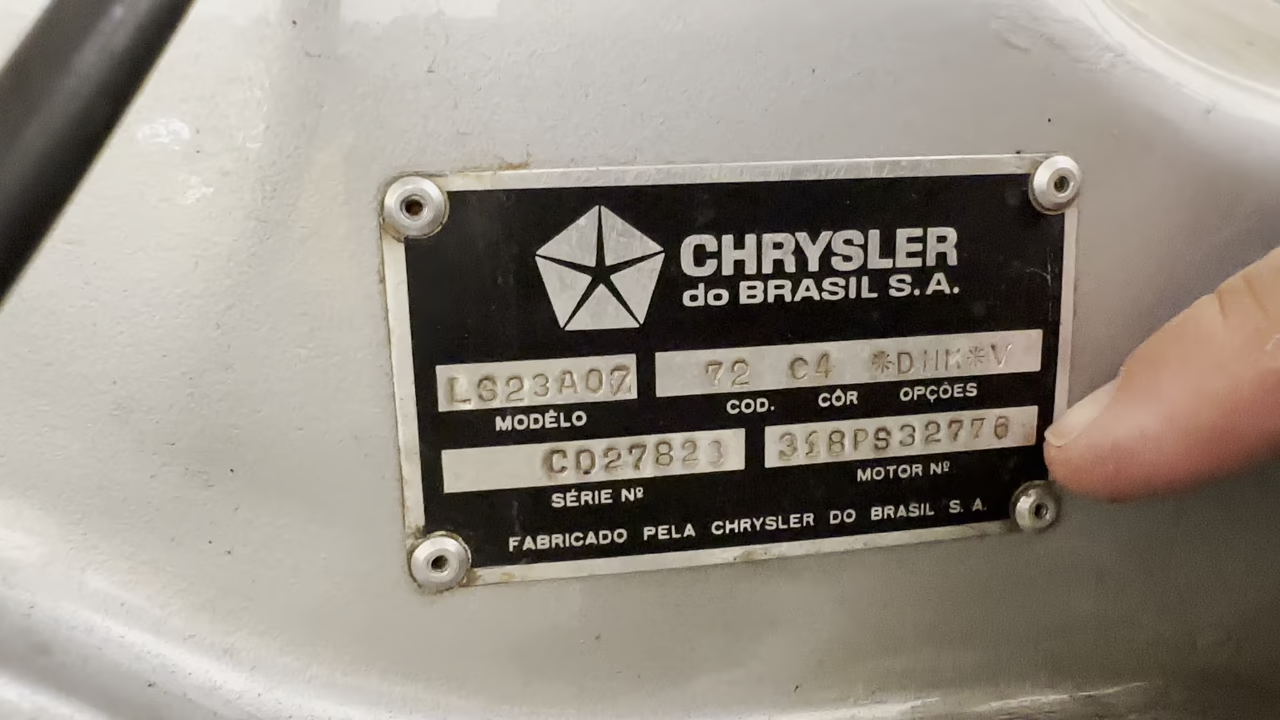 CHRYSLER
do BRASIL S.A.
LS23A07 72 C4 *DHK*V
MODÊLO COD. CÔR OPÇÕES
CD27823 318PS32776
SÉRIE Nº MOTOR Nº
FABRICADO PELA CHRYSLER DO BRASIL S. A.